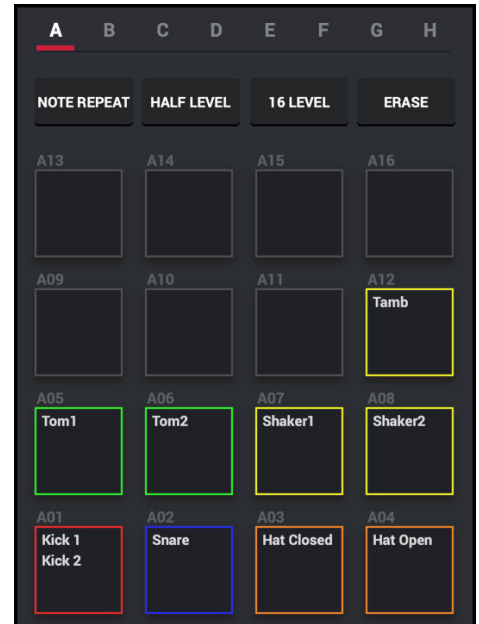 A B C D E F G H
NOTE REPEAT HALF LEVEL 16 LEVEL ERASE
A13 A14 A15 A16
A09 A10 A11 A12
Tamb
A05 A06 A07 A08
Tom1 Tom2 Shaker1 Shaker2
A01 A02 A03 A04
Kick 1 Snare Hat Closed Hat Open
Kick 2